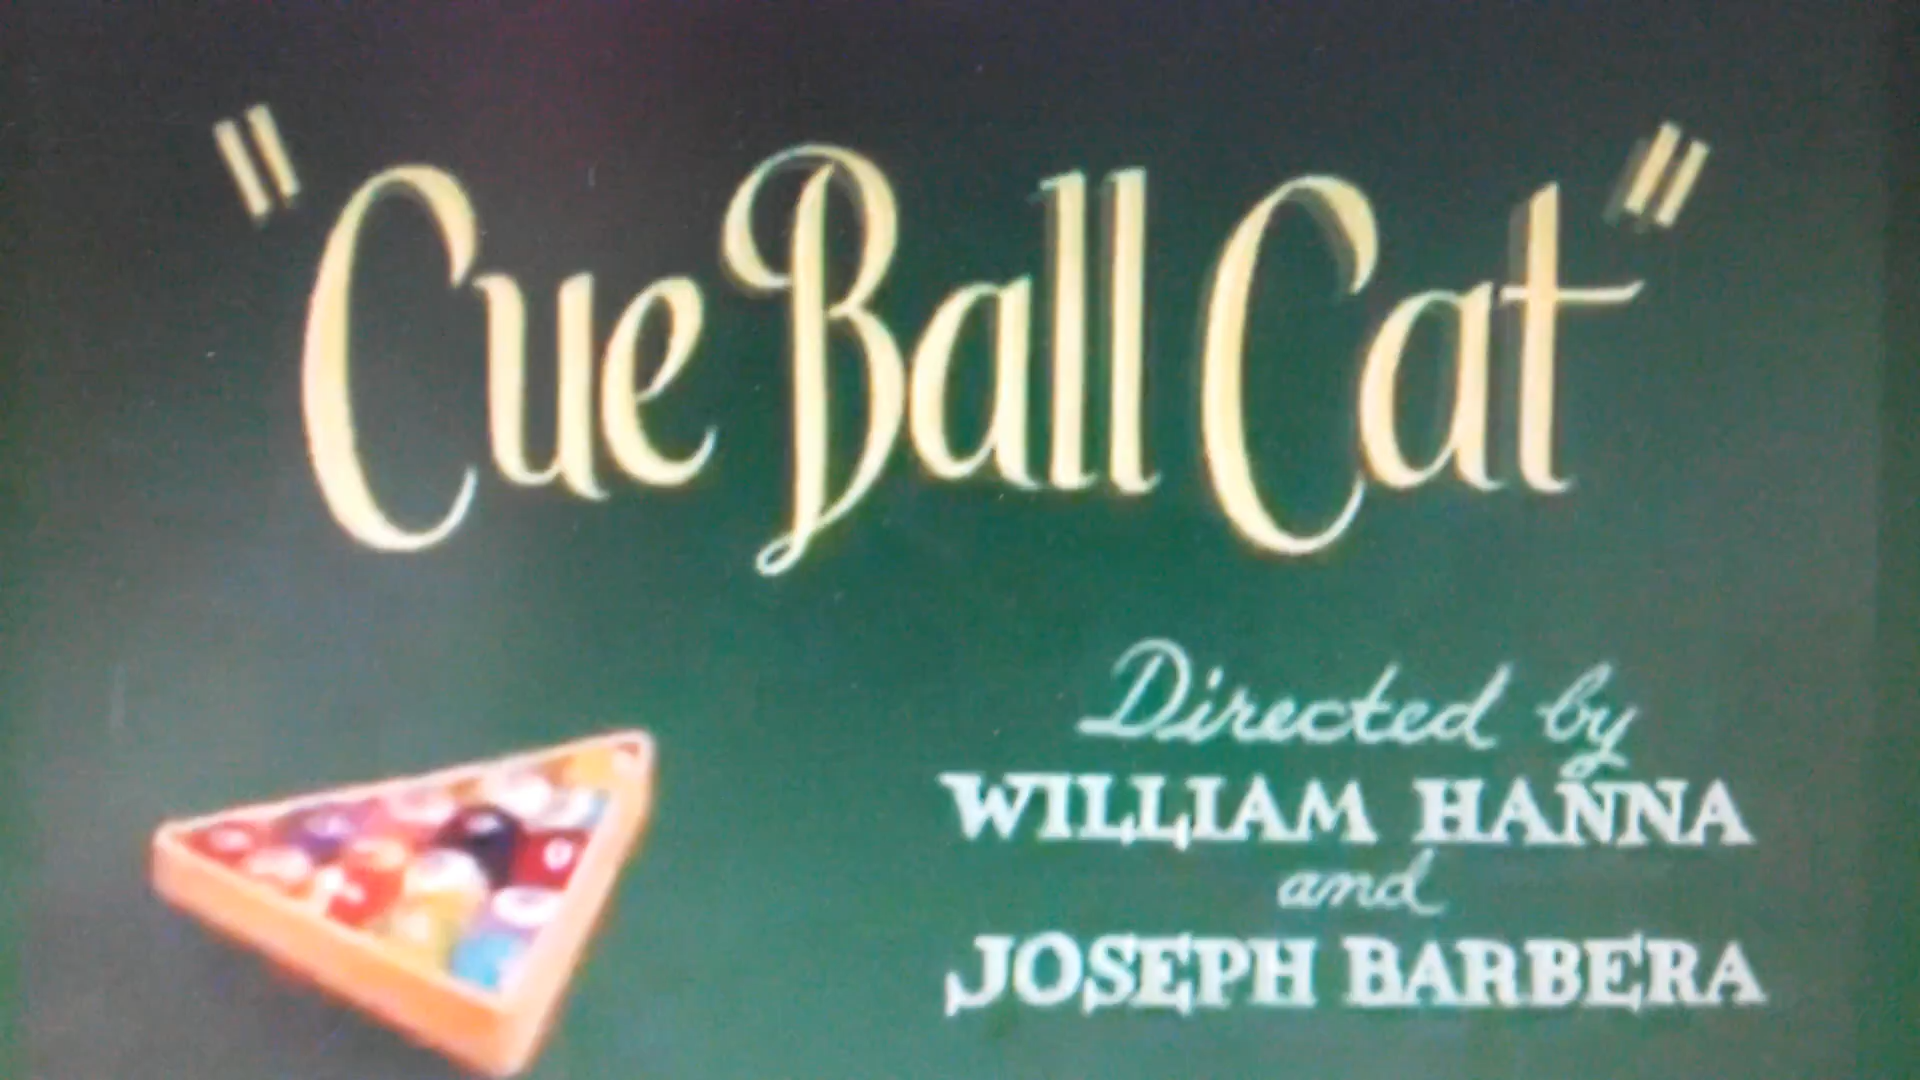 "Cue Ball Cat"
Directed by
WILLIAM HANNA
and
JOSEPH BARBERA